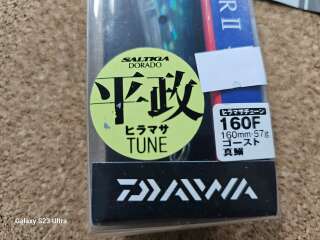 R II
SALTIGA
DORADO
平政
ヒラマサ
TUNE
ヒラマサチューン
160F
160mm・57g
ゴースト
真鰯
DAIWA
Galaxy S23 Ultra